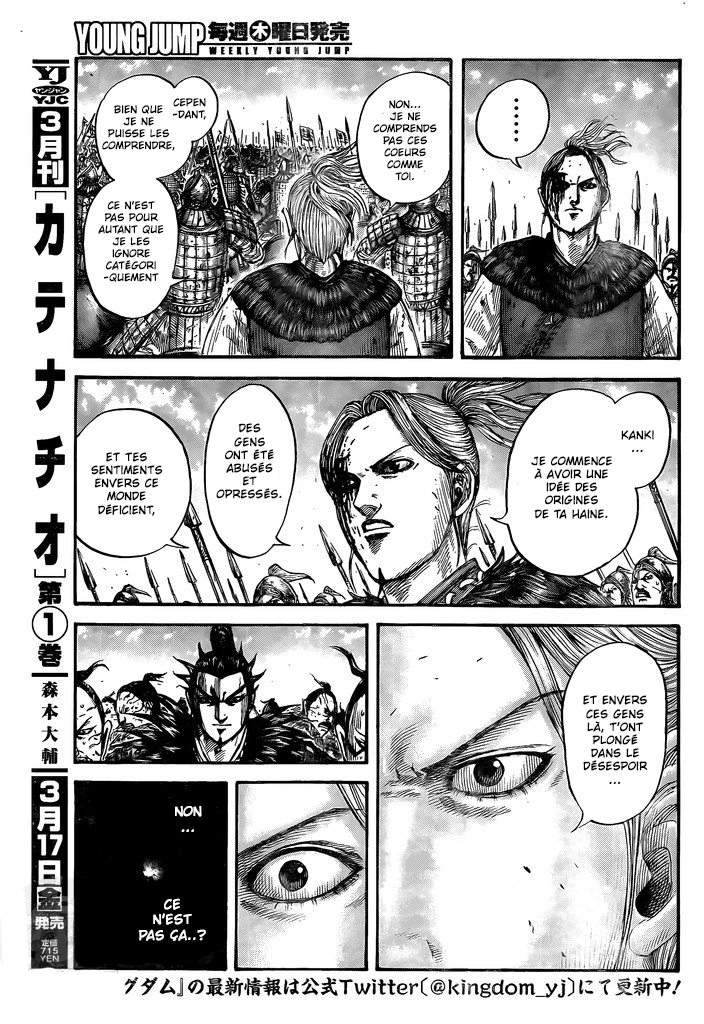 YOUNG JUMP 毎週木曜日発売
WEEKLY YOUNG JUMP
YJ
ヤンジャン
YJC
3月刊
[カテナチオ]第①巻
森本大輔
3月17日
金
発売
定価
715
YEN
......
NON...
JE NE
COMPRENDS
PAS CES
COEURS
COMME
TOI.
CEPEN
-DANT,
BIEN QUE
JE NE
PUISSE LES
COMPRENDRE,
CE N'EST
PAS POUR
AUTANT QUE
JE LES
IGNORE
CATÉGORI
-QUEMENT
KANKI
...
JE COMMENCE
À AVOIR UNE
IDÉE DES
ORIGINES
DE TA HAINE.
DES
GENS
ONT ÉTÉ
ABUSÉS
ET
OPRESSÉS.
ET TES
SENTIMENTS
ENVERS CE
MONDE
DÉFICIENT,
ET ENVERS
CES GENS
LÀ, T'ONT
PLONGÉ
DANS LE
DÉSESPOIR
...
NON
...
CE
N'EST
PAS ÇA..?
グダム』の最新情報は公式Twitter(@kingdom_yj)にて更新中!